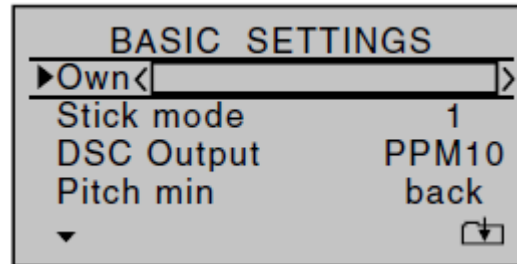 BASIC SETTINGS
▶Own< >
Stick mode 1
DSC Output PPM10
Pitch min back